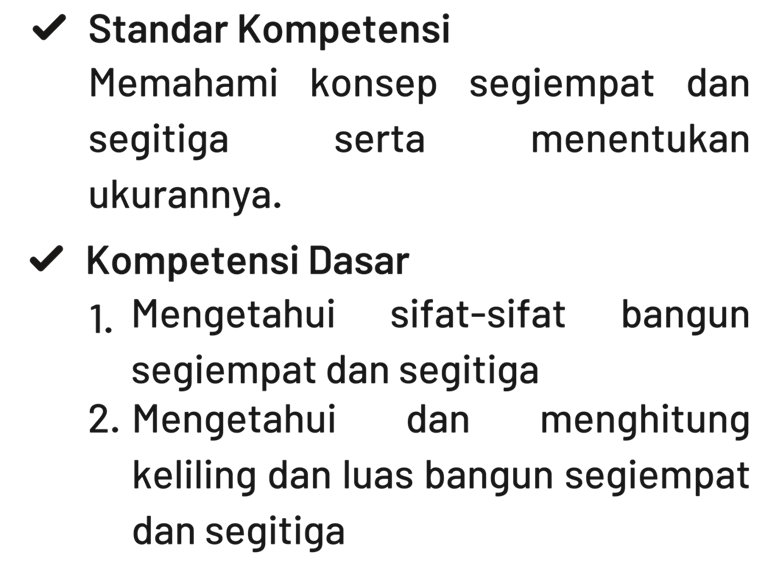 Standar Kompetensi
Memahami konsep segiempat dan
segitiga serta menentukan
ukurannya.
Kompetensi Dasar
1. Mengetahui sifat-sifat bangun
segiempat dan segitiga
2. Mengetahui dan menghitung
keliling dan luas bangun segiempat
dan segitiga